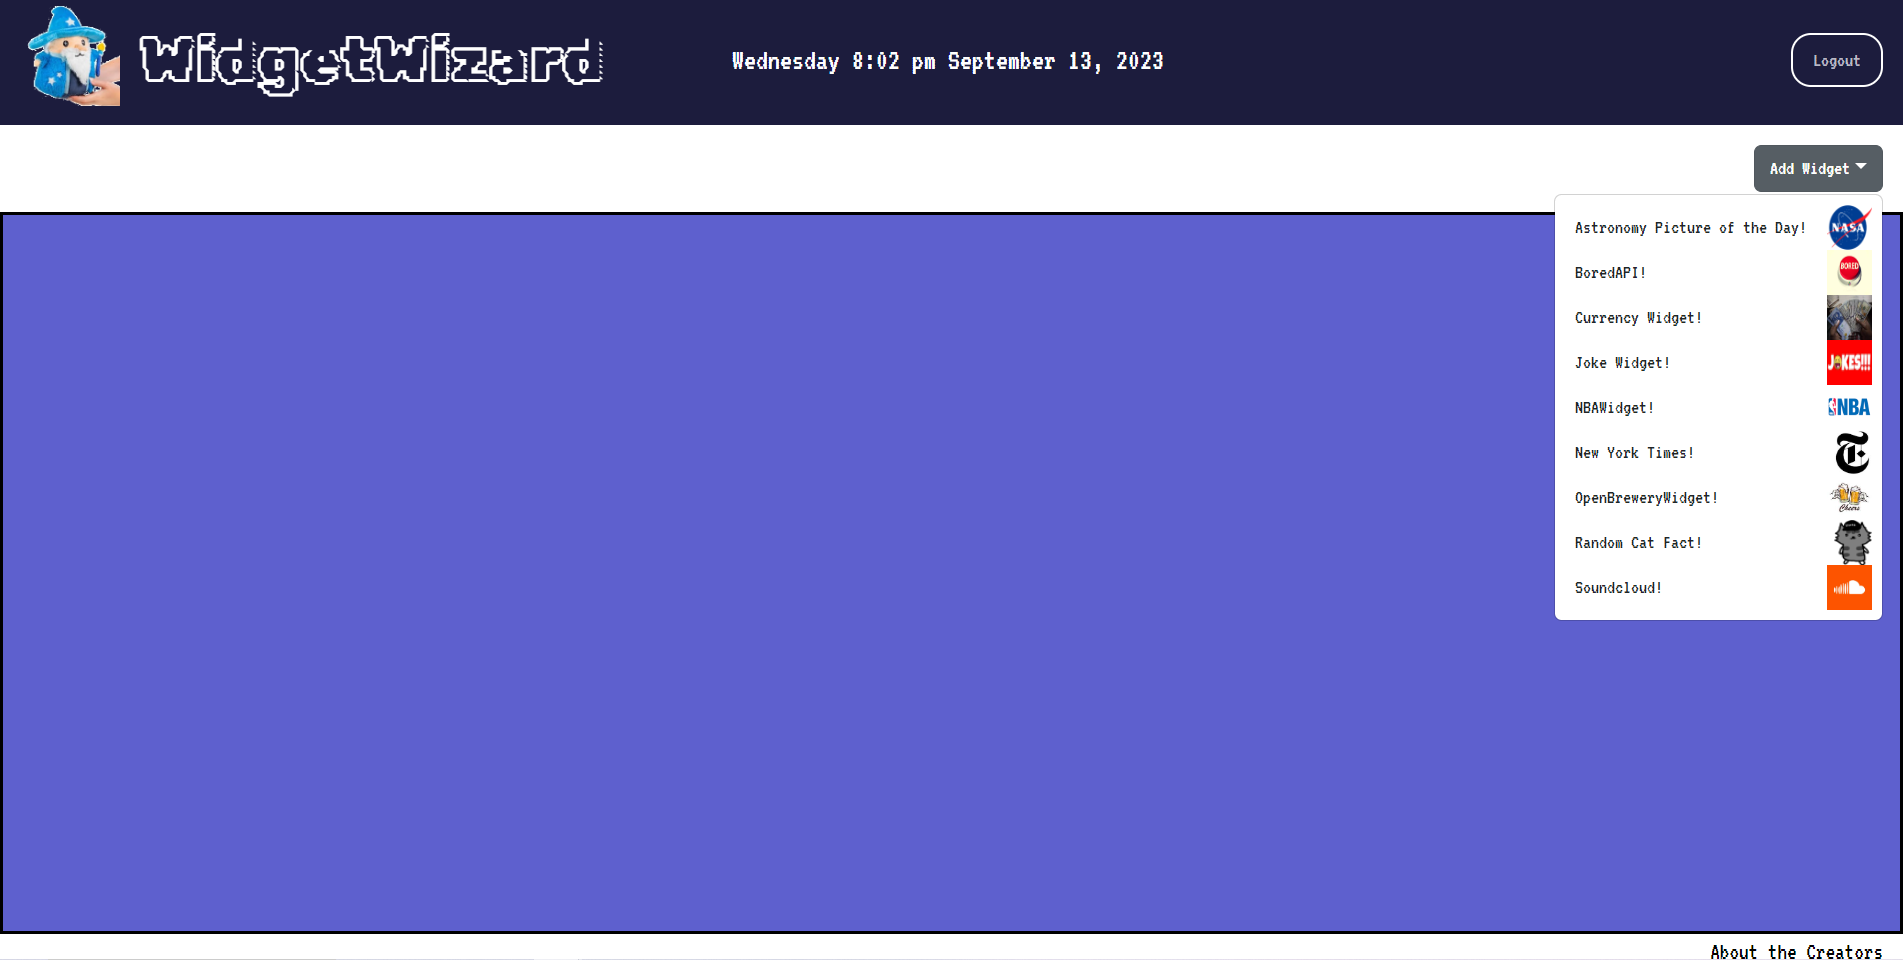 WidgetWizard
Wednesday 8:02 pm September 13, 2023
Logout
Add Widget
Astronomy Picture of the Day!
NASA
BoredAPI!
BORED
Currency Widget!
Joke Widget!
JOKES!!!
NBAWidget!
NBA
New York Times!
T
OpenBreweryWidget!
Cheers
Random Cat Fact!
Soundcloud!
About the Creators